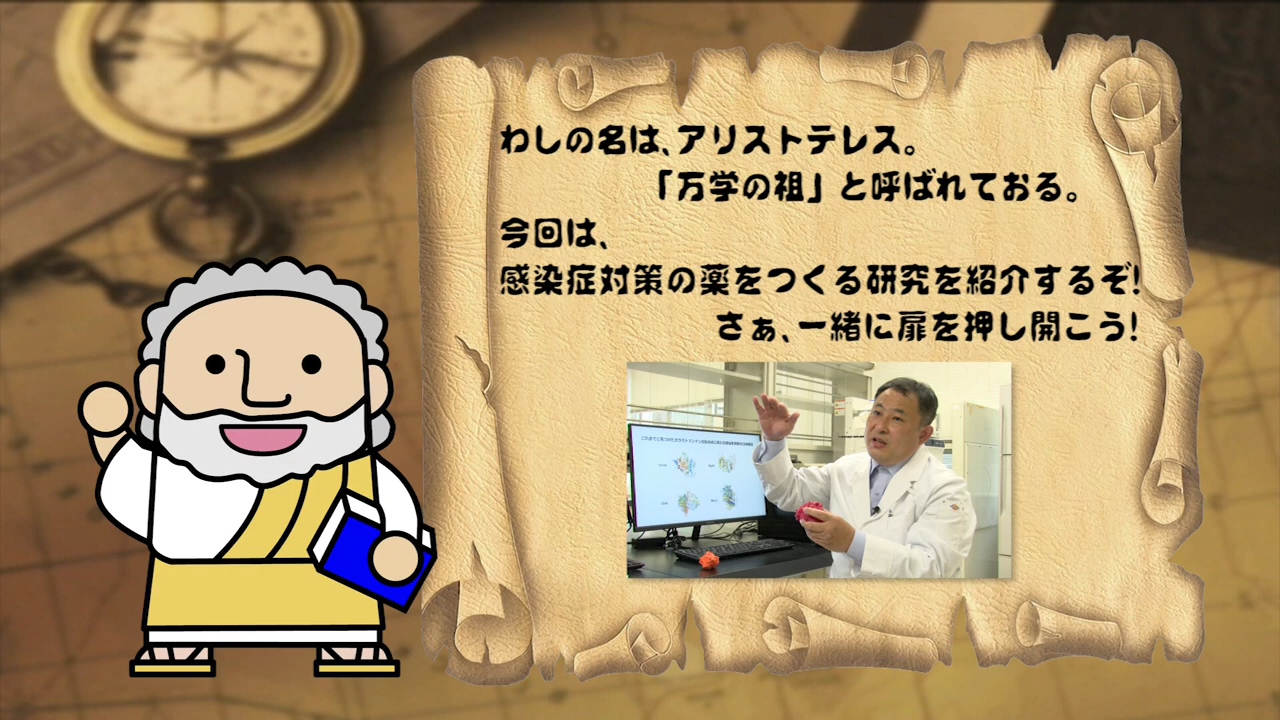 わしの名は、アリストテレス。
「万学の祖」と呼ばれておる。
今回は、
感染症対策の薬をつくる研究を紹介するぞ!
さぁ、一緒に扉を押し開こう!